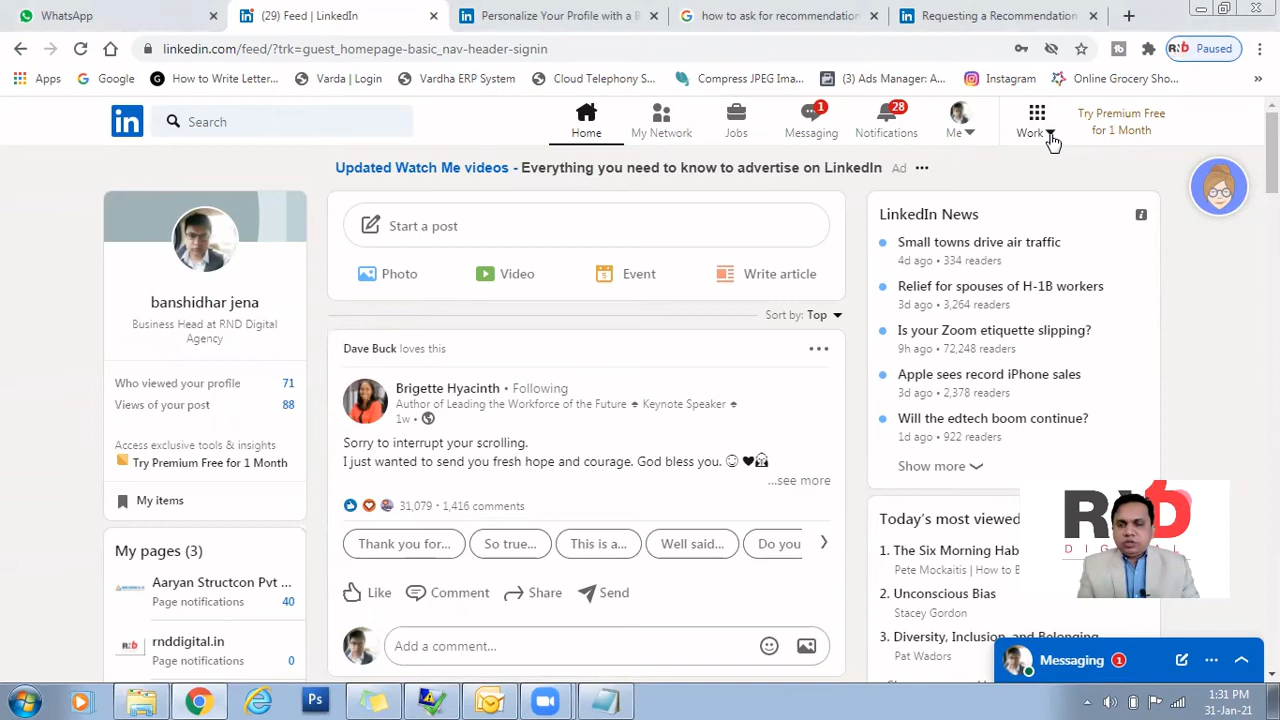 WhatsApp
(29) Feed | LinkedIn
Personalize Your Profile with a B
how to ask for recommendation
Requesting a Recommendation
linkedin.com/feed/?trk=guest_homepage-basic_nav-header-signin
Paused
Apps
Google
How to Write Letter...
Varda | Login
Vardha ERP System
Cloud Telephony S...
Compress JPEG Ima...
(3) Ads Manager: A...
Instagram
Online Grocery Sho...
Search
Home
My Network
Jobs
1
Messaging
28
Notifications
Me
Work
Try Premium Free
for 1 Month
Updated Watch Me videos - Everything you need to know to advertise on LinkedIn Ad
banshidhar jena
Business Head at RND Digital
Agency
Who viewed your profile 71
Views of your post 88
Access exclusive tools & insights
Try Premium Free for 1 Month
My items
My pages (3)
Aaryan Structcon Pvt ...
Page notifications 40
rnddigital.in
Page notifications 0
Start a post
Photo
Video
Event
Write article
Sort by: Top
Dave Buck loves this
Brigette Hyacinth • Following
Author of Leading the Workforce of the Future Keynote Speaker
1w •
Sorry to interrupt your scrolling.
I just wanted to send you fresh hope and courage. God bless you.
...see more
31,079 • 1,416 comments
Thank you for...
So true...
This is a...
Well said...
Do you
Like
Comment
Share
Send
Add a comment...
LinkedIn News
Small towns drive air traffic
4d ago • 334 readers
Relief for spouses of H-1B workers
3d ago • 3,264 readers
Is your Zoom etiquette slipping?
9h ago • 72,248 readers
Apple sees record iPhone sales
3d ago • 2,378 readers
Will the edtech boom continue?
1d ago • 922 readers
Show more
Today's most viewed
1. The Six Morning Hab
Pete Mockaitis | How to B
2. Unconscious Bias
Stacey Gordon
3. Diversity, Inclusion, and Belonging
Pat Wadors
Messaging 1
Ps
1:31 PM
31-Jan-21